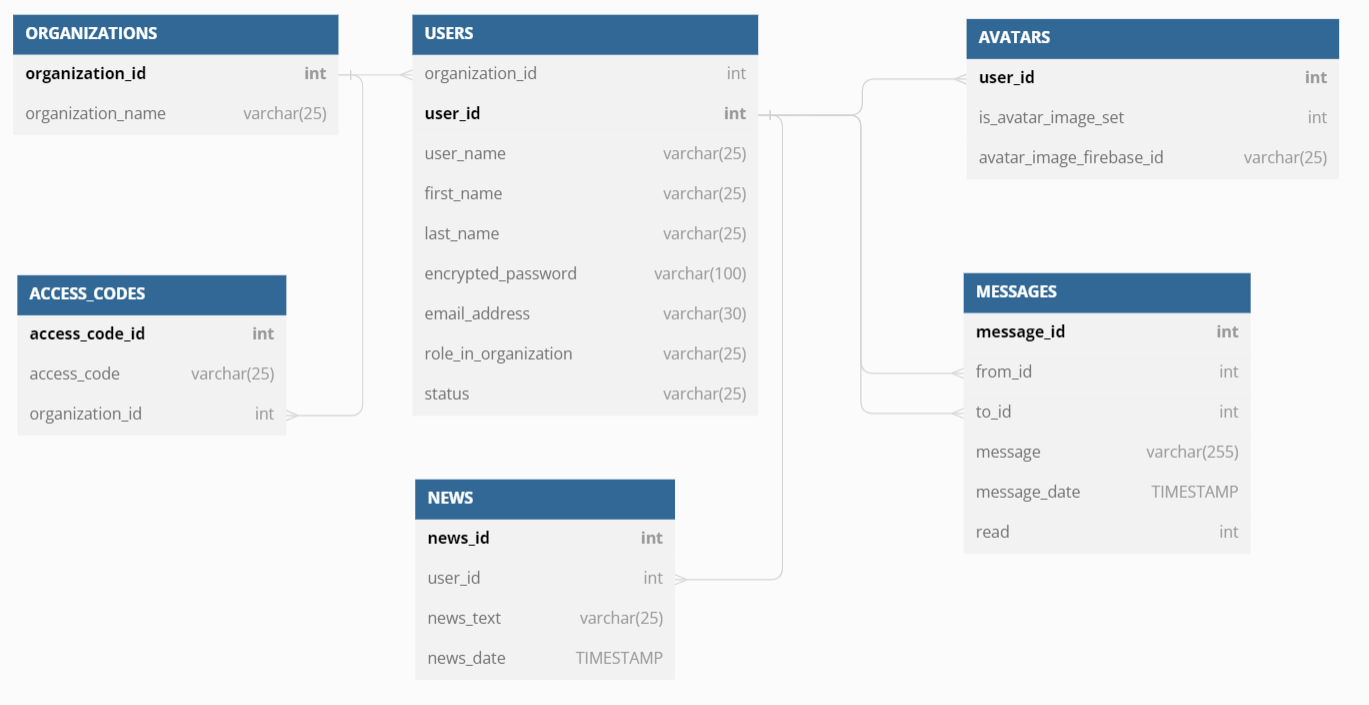 ORGANIZATIONS
organization_id int
organization_name varchar(25)
USERS
organization_id int
user_id int
user_name varchar(25)
first_name varchar(25)
last_name varchar(25)
encrypted_password varchar(100)
email_address varchar(30)
role_in_organization varchar(25)
status varchar(25)
AVATARS
user_id int
is_avatar_image_set int
avatar_image_firebase_id varchar(25)
ACCESS_CODES
access_code_id int
access_code varchar(25)
organization_id int
MESSAGES
message_id int
from_id int
to_id int
message varchar(255)
message_date TIMESTAMP
read int
NEWS
news_id int
user_id int
news_text varchar(25)
news_date TIMESTAMP